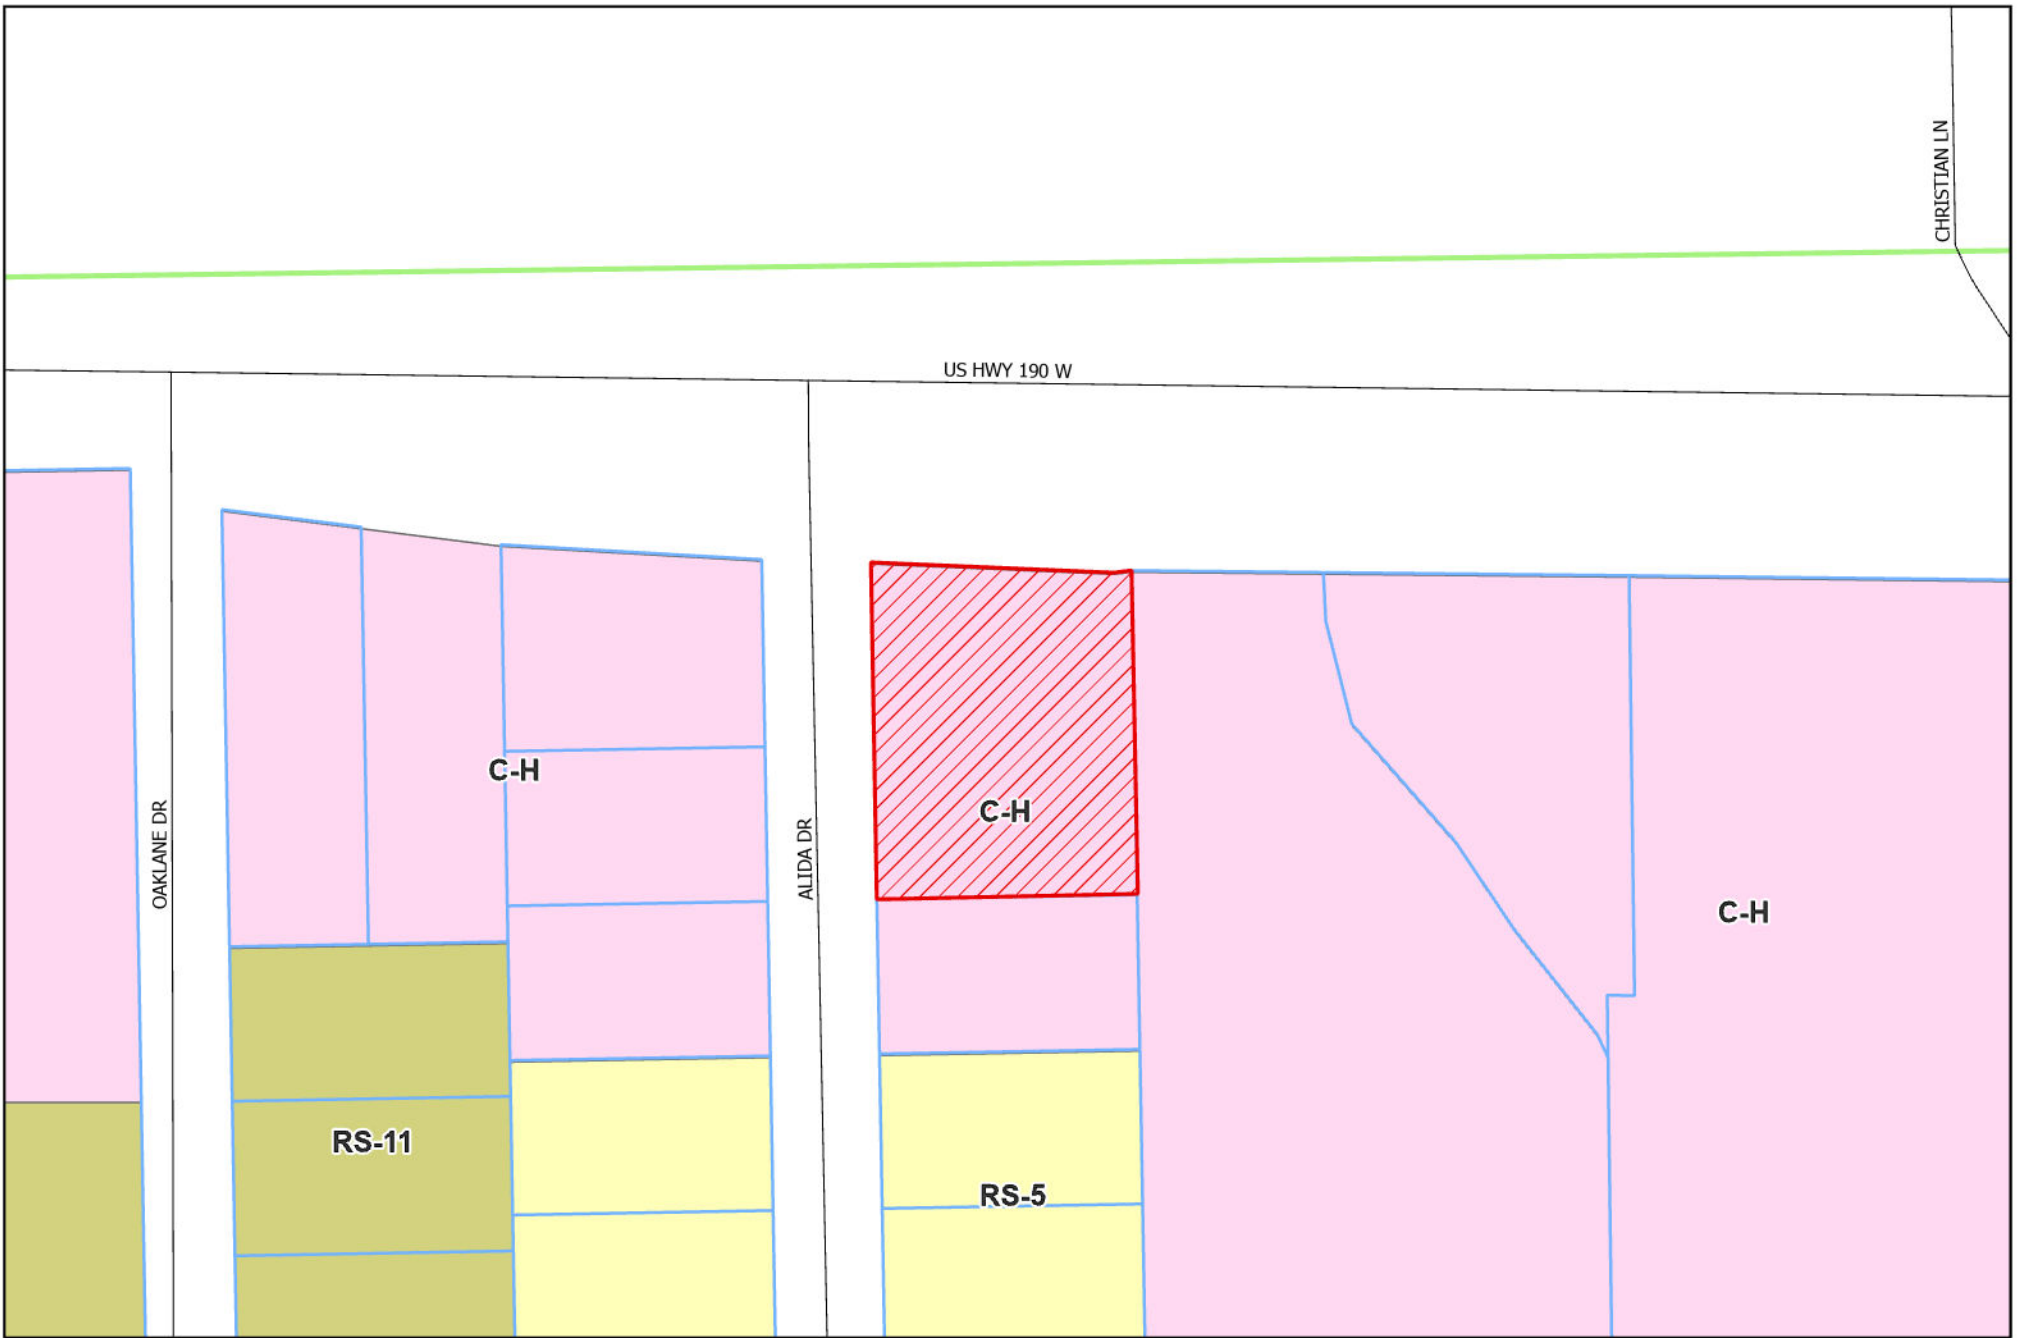 CHRISTIAN LN
US HWY 190 W
C-H
C-H
OAKLANE DR
ALIDA DR
C-H
RS-11
RS-5